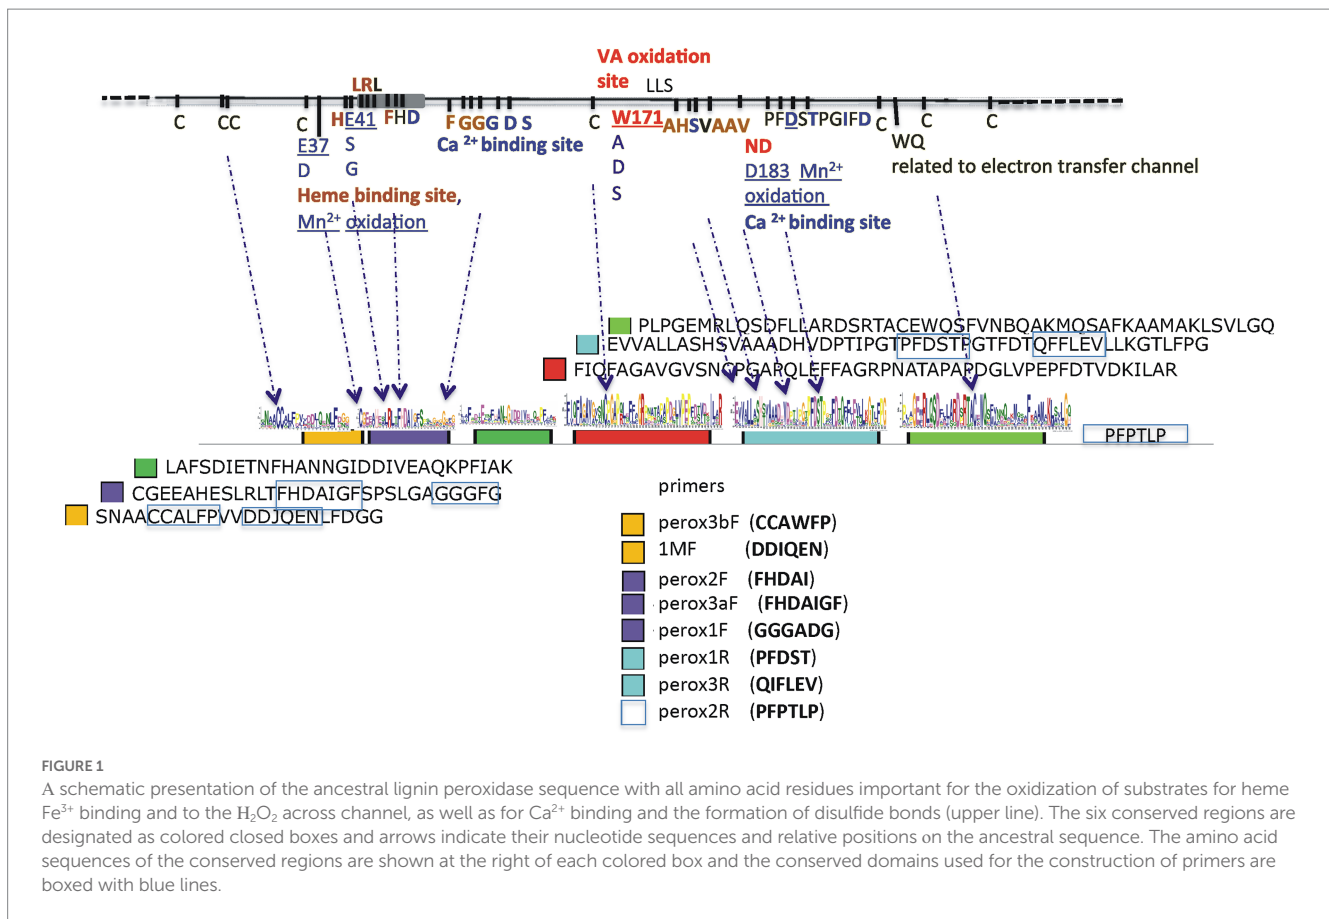 VA oxidation
site
LLS
LRL
C
CC
C
HE41
FHD
F GGGD S
C
W171
AHSVAAV
PFDSTPGIFD
C
C
C
E37
S
Ca 2+ binding site
A
ND
WQ
D
G
D
D183 Mn2+
related to electron transfer channel
Heme binding site,
S
oxidation
Mn2+ oxidation
Ca 2+ binding site
PLPGEMRLQSDFLLARDSRTACEWQSFVNBQAKMQSAFKAAMAKLSVLGQ
EVVALLASHSVAAADHVDPTIPGTPFDSTPGTFDTQFFLEVLLKGTLFPG
FIQFAGAVGVSNCPGAPQLEFFAGRPNATAPAPDGLVPEPFDTVDKILAR
PFPTLP
LAFSDIETNFHANNGIDDIVEAQKPFIAK
CGEEAHESLRLTFHDAIGFSPSLGAGGGFG
SNAACCALFPVVDDJQENLFDGG
primers
perox3bF (CCAWFP)
1MF (DDIQEN)
perox2F (FHDAI)
perox3aF (FHDAIGF)
perox1F (GGGADG)
perox1R (PFDST)
perox3R (QIFLEV)
perox2R (PFPTLP)
FIGURE 1
A schematic presentation of the ancestral lignin peroxidase sequence with all amino acid residues important for the oxidization of substrates for heme
Fe3+ binding and to the H2O2 across channel, as well as for Ca2+ binding and the formation of disulfide bonds (upper line). The six conserved regions are
designated as colored closed boxes and arrows indicate their nucleotide sequences and relative positions on the ancestral sequence. The amino acid
sequences of the conserved regions are shown at the right of each colored box and the conserved domains used for the construction of primers are
boxed with blue lines.